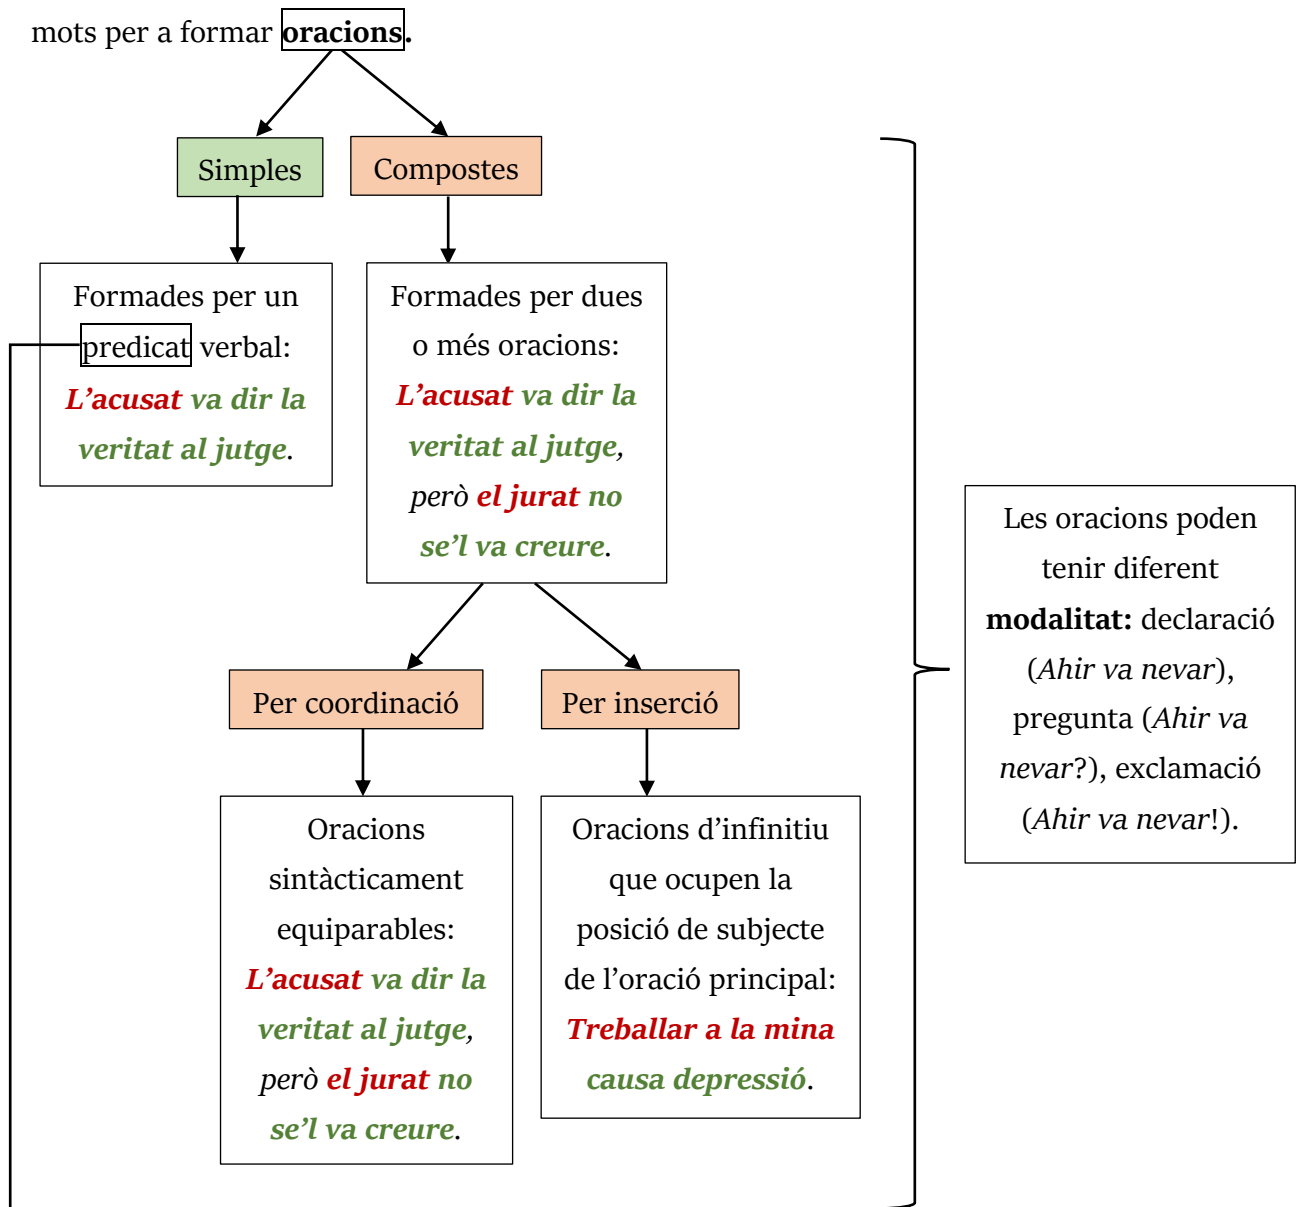 mots per a formar oracions.
Simples
Compostes
Formades per un
predicat verbal:
L’acusat va dir la
veritat al jutge.
Formades per dues
o més oracions:
L’acusat va dir la
veritat al jutge,
però el jurat no
se’l va creure.
Per coordinació
Per inserció
Oracions
sintàcticament
equiparables:
L’acusat va dir la
veritat al jutge,
però el jurat no
se’l va creure.
Oracions d’infinitiu
que ocupen la
posició de subjecte
de l’oració principal:
Treballar a la mina
causa depressió.
Les oracions poden
tenir diferent
modalitat: declaració
(Ahir va nevar),
pregunta (Ahir va
nevar?), exclamació
(Ahir va nevar!).